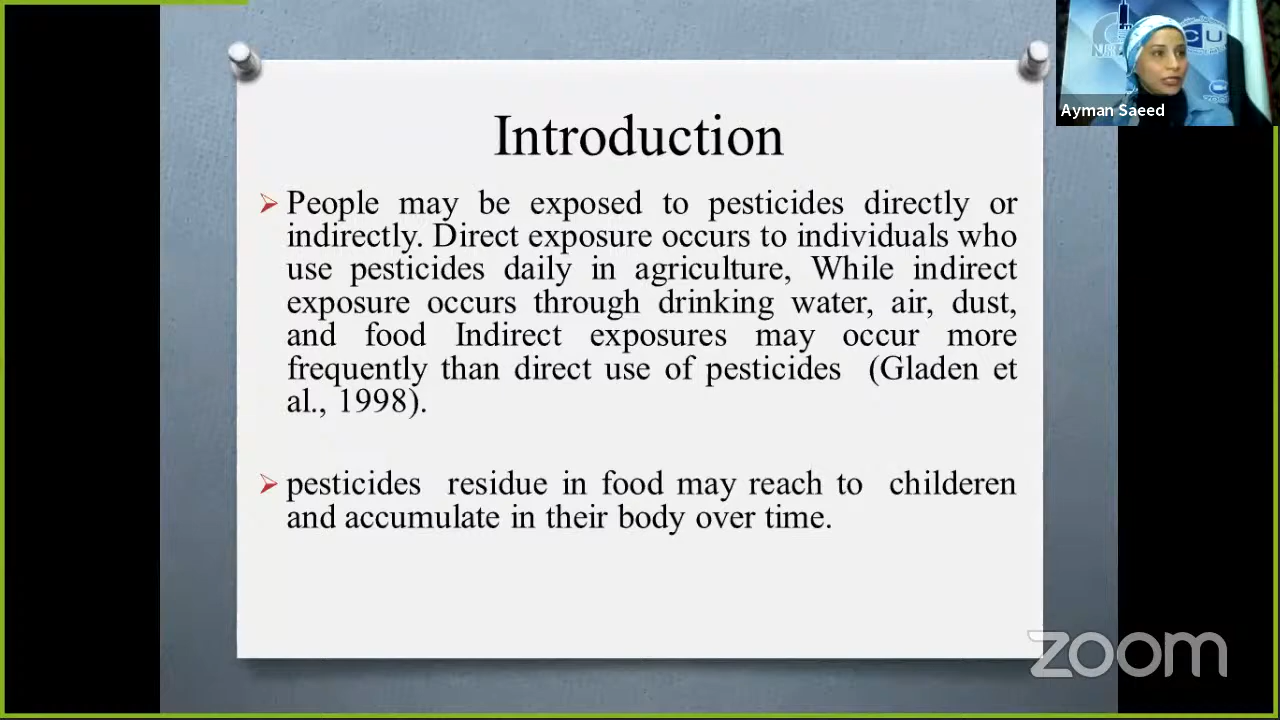 Introduction
People may be exposed to pesticides directly or
indirectly. Direct exposure occurs to individuals who
use pesticides daily in agriculture, While indirect
exposure occurs through drinking water, air, dust,
and food Indirect exposures may occur more
frequently than direct use of pesticides (Gladen et
al., 1998).
pesticides residue in food may reach to childeren
and accumulate in their body over time.
CU
Ayman Saeed
zoom